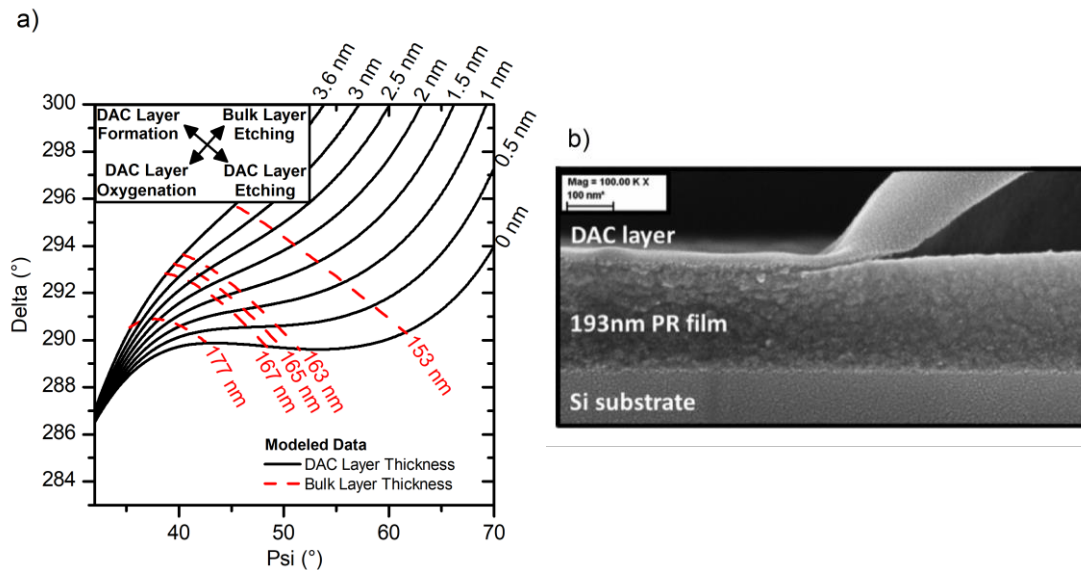 a)
3.6 nm
3 nm
2.5 nm
2 nm
1.5 nm
1 nm
0.5 nm
0 nm
300
298
296
294
292
290
288
286
284
Delta (°)
DAC Layer Formation
Bulk Layer Etching
DAC Layer Oxygenation
DAC Layer Etching
177 nm
167 nm
165 nm
163 nm
153 nm
Modeled Data
DAC Layer Thickness
Bulk Layer Thickness
40
50
60
70
Psi (°)
b)
Mag = 100.00 K X
100 nm*
DAC layer
193nm PR film
Si substrate